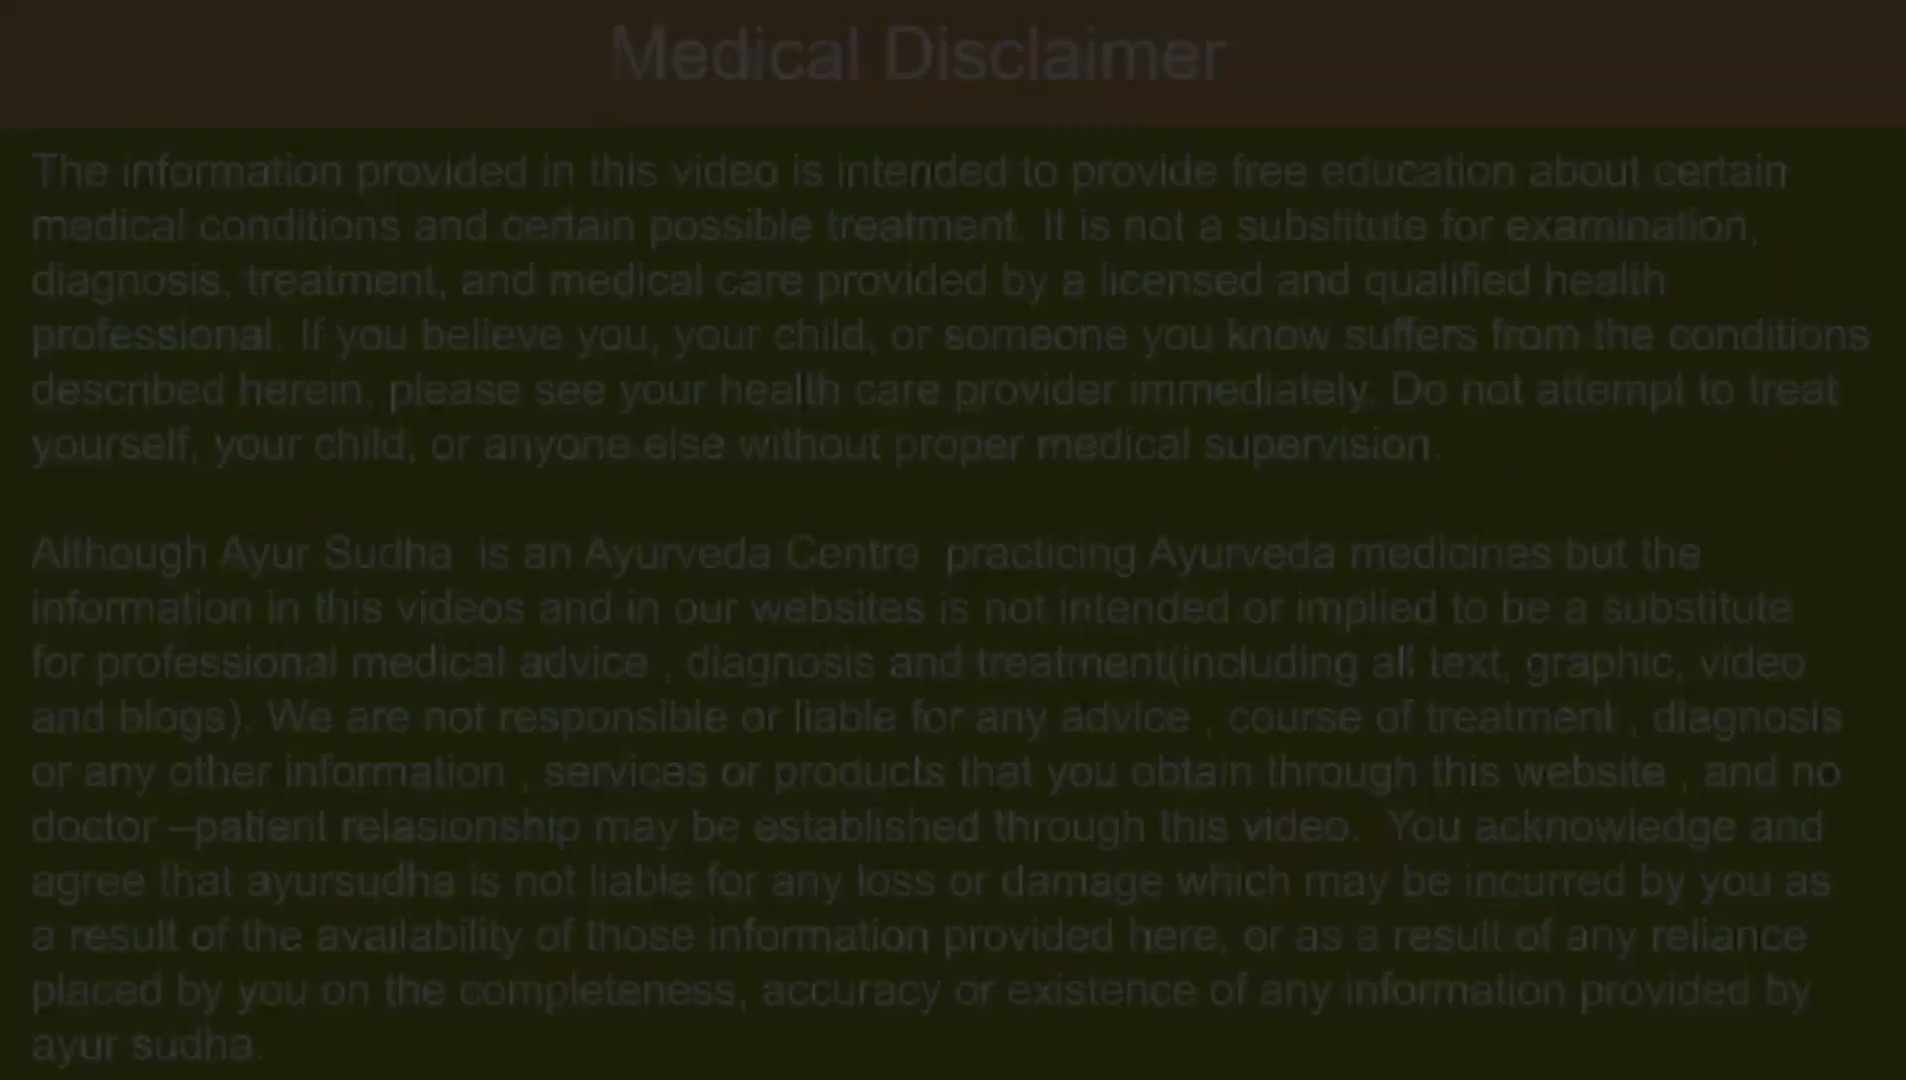 Medical Disclaimer
The information provided in this video is intended to provide free education about certain
medical conditions and certain possible treatment. It is not a substitute for examination,
diagnosis, treatment, and medical care provided by a licensed and qualified health
professional. If you believe you, your child, or someone you know suffers from the conditions
described herein, please see your health care provider immediately. Do not attempt to treat
yourself, your child, or anyone else without proper medical supervision.
Although Ayur Sudha is an Ayurveda Centre practicing Ayurveda medicines but the
information in this videos and in our websites is not intended or implied to be a substitute
for professional medical advice , diagnosis and treatment(including all text, graphic, video
and blogs). We are not responsible or liable for any advice , course of treatment , diagnosis
or any other information , services or products that you obtain through this website , and no
doctor –patient relasionship may be established through this video. You acknowledge and
agree that ayursudha is not liable for any loss or damage which may be incurred by you as
a result of the availability of those information provided here, or as a result of any reliance
placed by you on the completeness, accuracy or existence of any information provided by
ayur sudha.